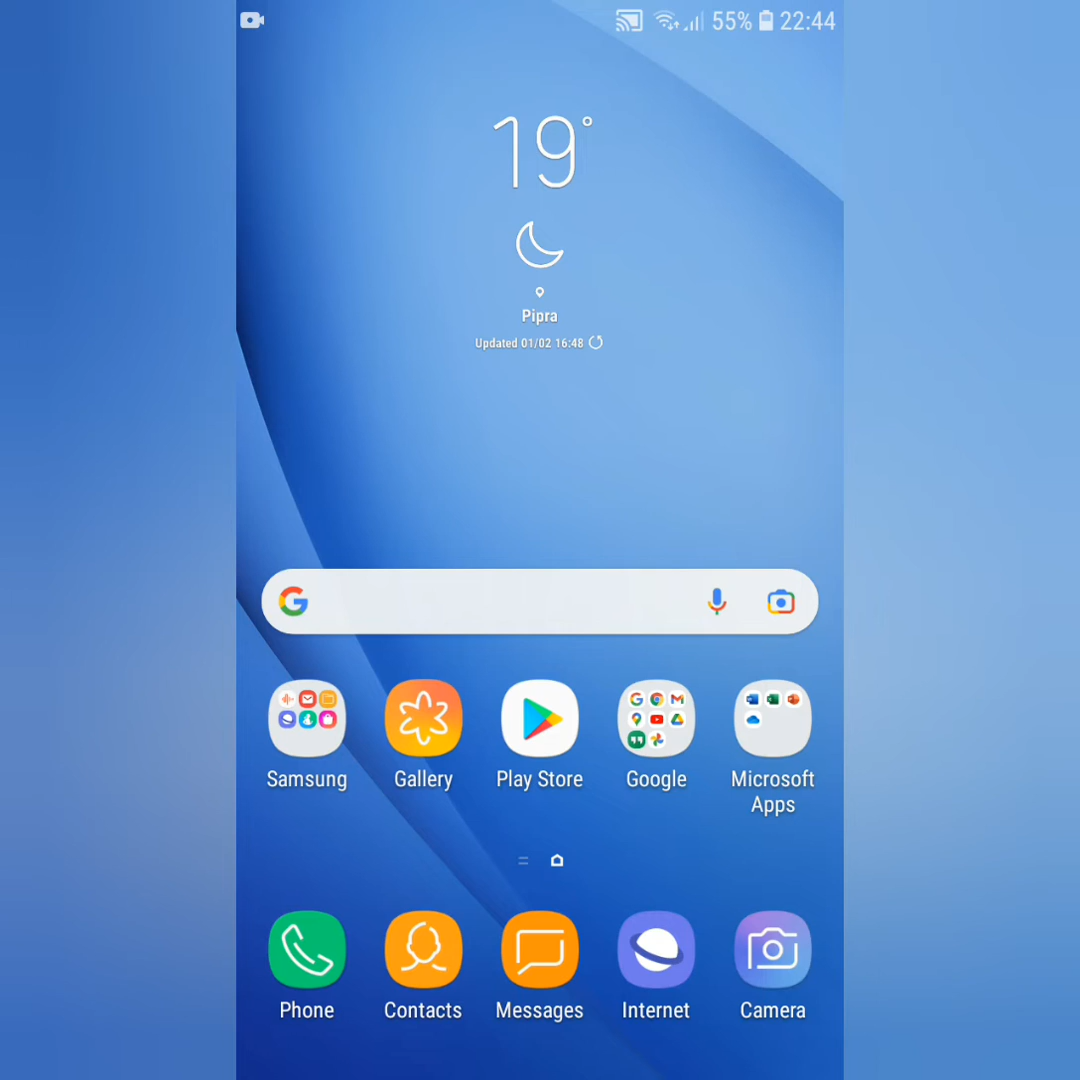 55% 22:44
19°
Pipra
Updated 01/02 16:48
Samsung
Gallery
Play Store
Google
Microsoft
Apps
Phone
Contacts
Messages
Internet
Camera